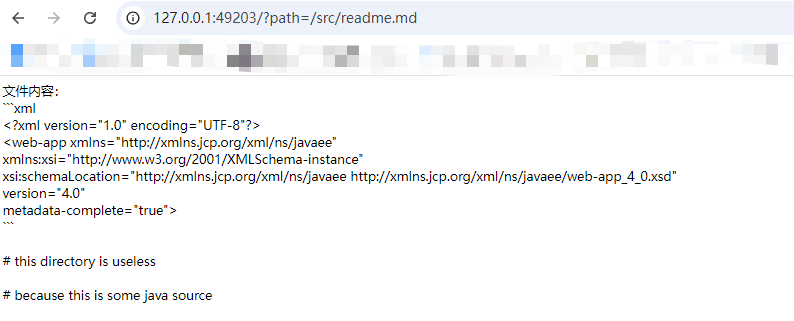 127.0.0.1:49203/?path=/src/readme.md
文件内容:
```xml
<?xml version="1.0" encoding="UTF-8"?>
<web-app xmlns="http://xmlns.jcp.org/xml/ns/javaee"
xmlns:xsi="http://www.w3.org/2001/XMLSchema-instance"
xsi:schemaLocation="http://xmlns.jcp.org/xml/ns/javaee http://xmlns.jcp.org/xml/ns/javaee/web-app_4_0.xsd"
version="4.0"
metadata-complete="true">
```
# this directory is useless
# because this is some java source